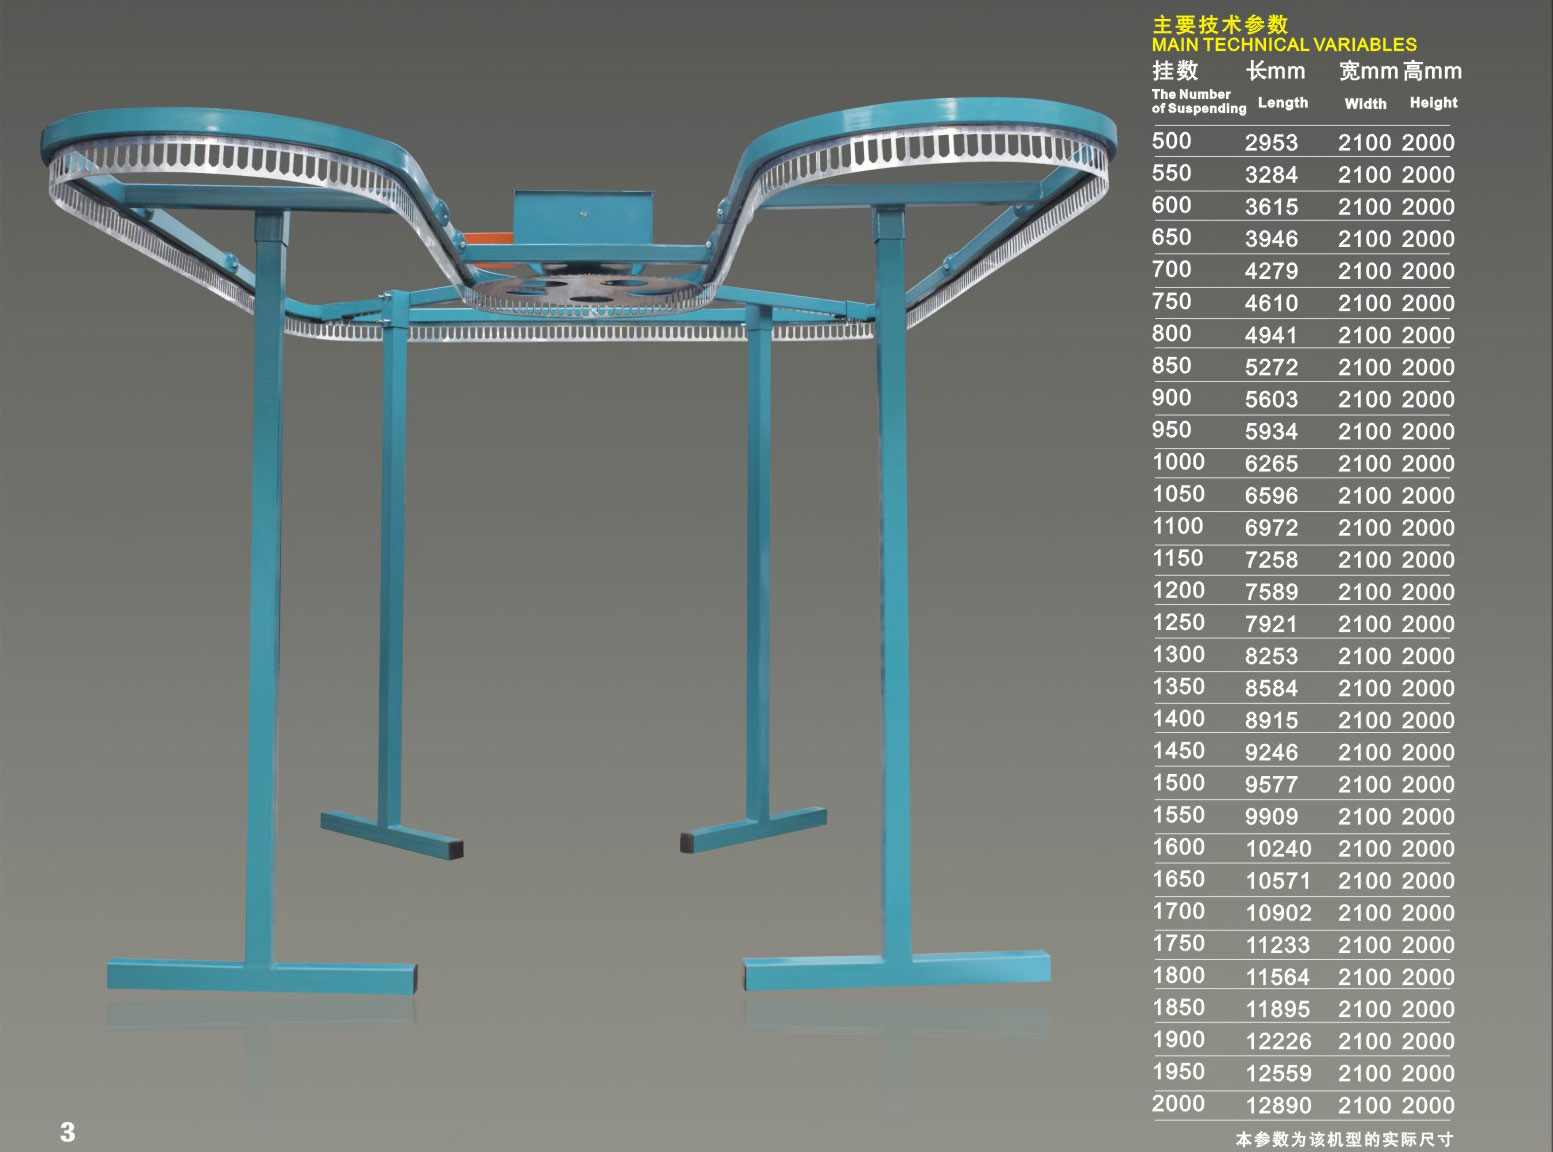 主要技术参数
MAIN TECHNICAL VARIABLES
挂数 长mm 宽mm 高mm
The Number of Suspending Length Width Height
500 2953 2100 2000
550 3284 2100 2000
600 3615 2100 2000
650 3946 2100 2000
700 4279 2100 2000
750 4610 2100 2000
800 4941 2100 2000
850 5272 2100 2000
900 5603 2100 2000
950 5934 2100 2000
1000 6265 2100 2000
1050 6596 2100 2000
1100 6972 2100 2000
1150 7258 2100 2000
1200 7589 2100 2000
1250 7921 2100 2000
1300 8253 2100 2000
1350 8584 2100 2000
1400 8915 2100 2000
1450 9246 2100 2000
1500 9577 2100 2000
1550 9909 2100 2000
1600 10240 2100 2000
1650 10571 2100 2000
1700 10902 2100 2000
1750 11233 2100 2000
1800 11564 2100 2000
1850 11895 2100 2000
1900 12226 2100 2000
1950 12559 2100 2000
2000 12890 2100 2000
本参数为该机型的实际尺寸
3